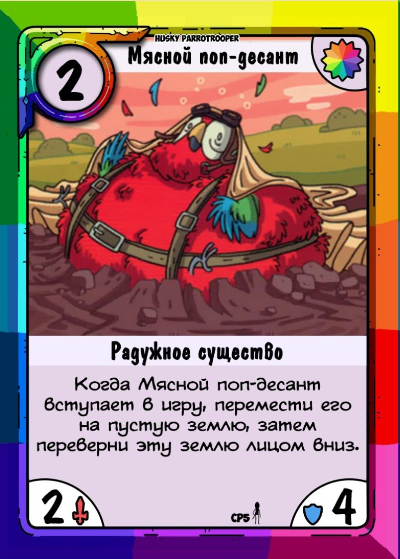 HUSKY PARROTROOPER
2
Мясной поп-десант
Радужное существо
Когда Мясной поп-десант
вступает в игру, перемести его
на пустую землю, затем
переверни эту землю лицом вниз.
2
CP5
4